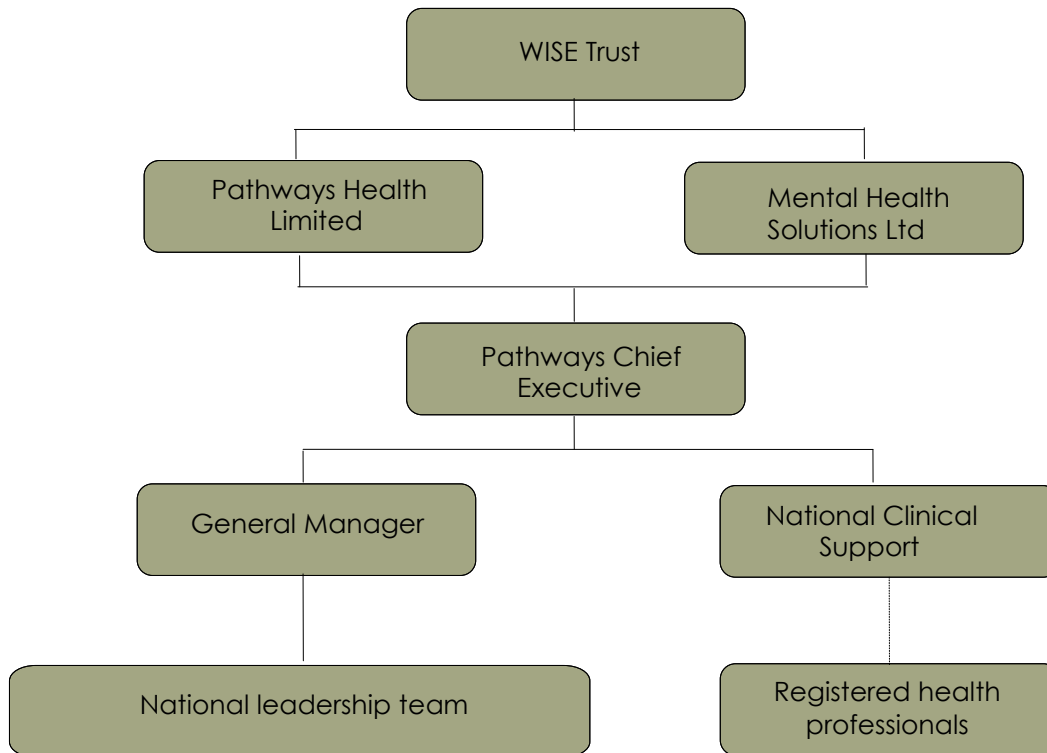 WISE Trust
Pathways Health
Limited
Mental Health
Solutions Ltd
Pathways Chief
Executive
General Manager
National Clinical
Support
National leadership team
Registered health
professionals